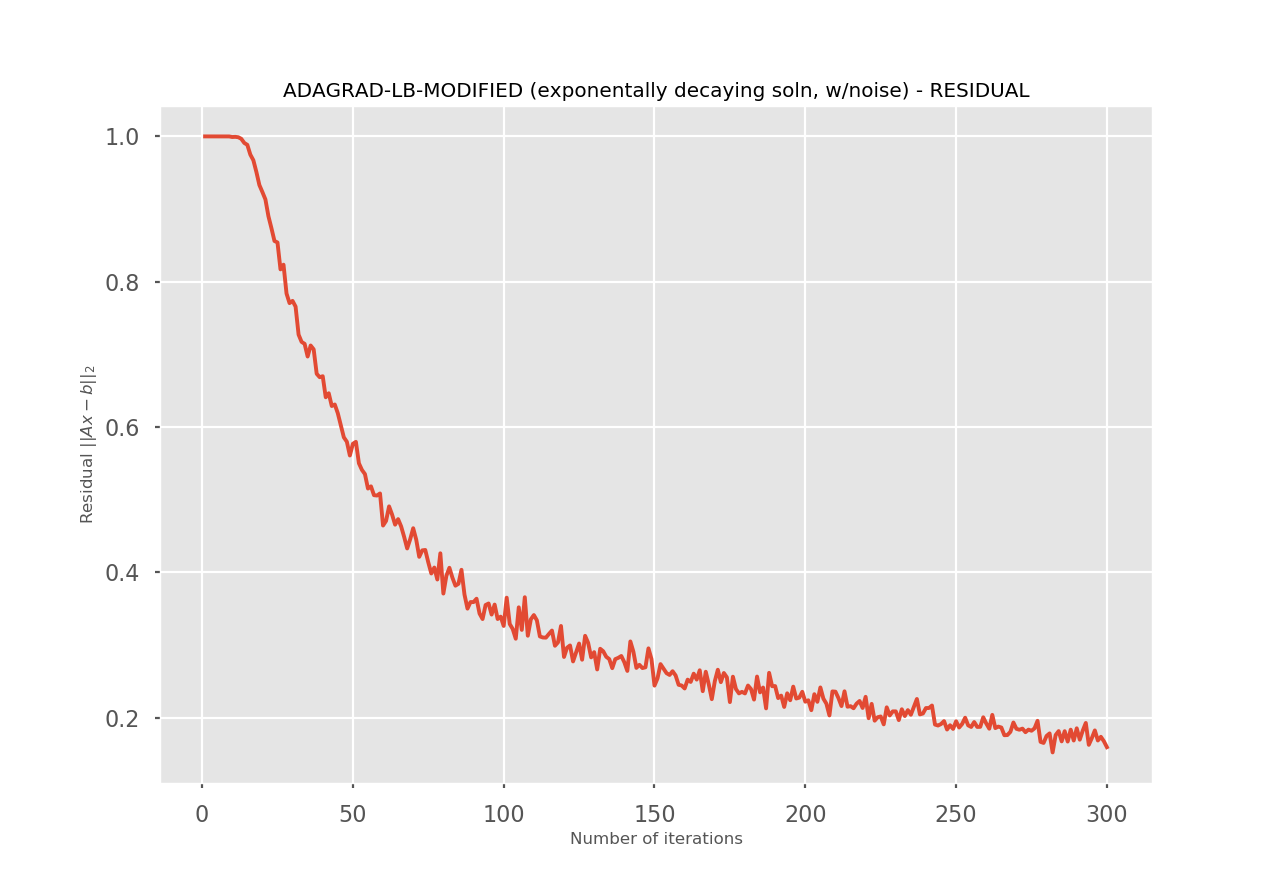 ADAGRAD-LB-MODIFIED (exponentially decaying soln, w/noise) - RESIDUAL
1.0
0.8
0.6
0.4
0.2
Residual ||Ax − b||₂
0 50 100 150 200 250 300
Number of iterations